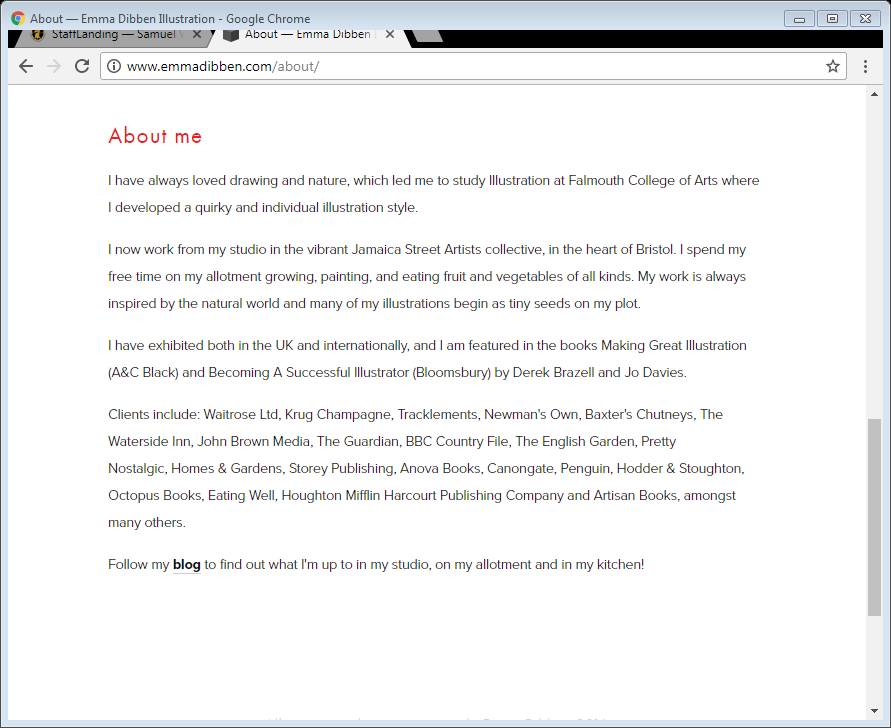 About — Emma Dibben Illustration - Google Chrome
StaffLanding — Samuel
About — Emma Dibben
www.emmadibben.com/about/
About me
I have always loved drawing and nature, which led me to study Illustration at Falmouth College of Arts where
I developed a quirky and individual illustration style.
I now work from my studio in the vibrant Jamaica Street Artists collective, in the heart of Bristol. I spend my
free time on my allotment growing, painting, and eating fruit and vegetables of all kinds. My work is always
inspired by the natural world and many of my illustrations begin as tiny seeds on my plot.
I have exhibited both in the UK and internationally, and I am featured in the books Making Great Illustration
(A&C Black) and Becoming A Successful Illustrator (Bloomsbury) by Derek Brazell and Jo Davies.
Clients include: Waitrose Ltd, Krug Champagne, Tracklements, Newman's Own, Baxter's Chutneys, The
Waterside Inn, John Brown Media, The Guardian, BBC Country File, The English Garden, Pretty
Nostalgic, Homes & Gardens, Storey Publishing, Anova Books, Canongate, Penguin, Hodder & Stoughton,
Octopus Books, Eating Well, Houghton Mifflin Harcourt Publishing Company and Artisan Books, amongst
many others.
Follow my blog to find out what I'm up to in my studio, on my allotment and in my kitchen!